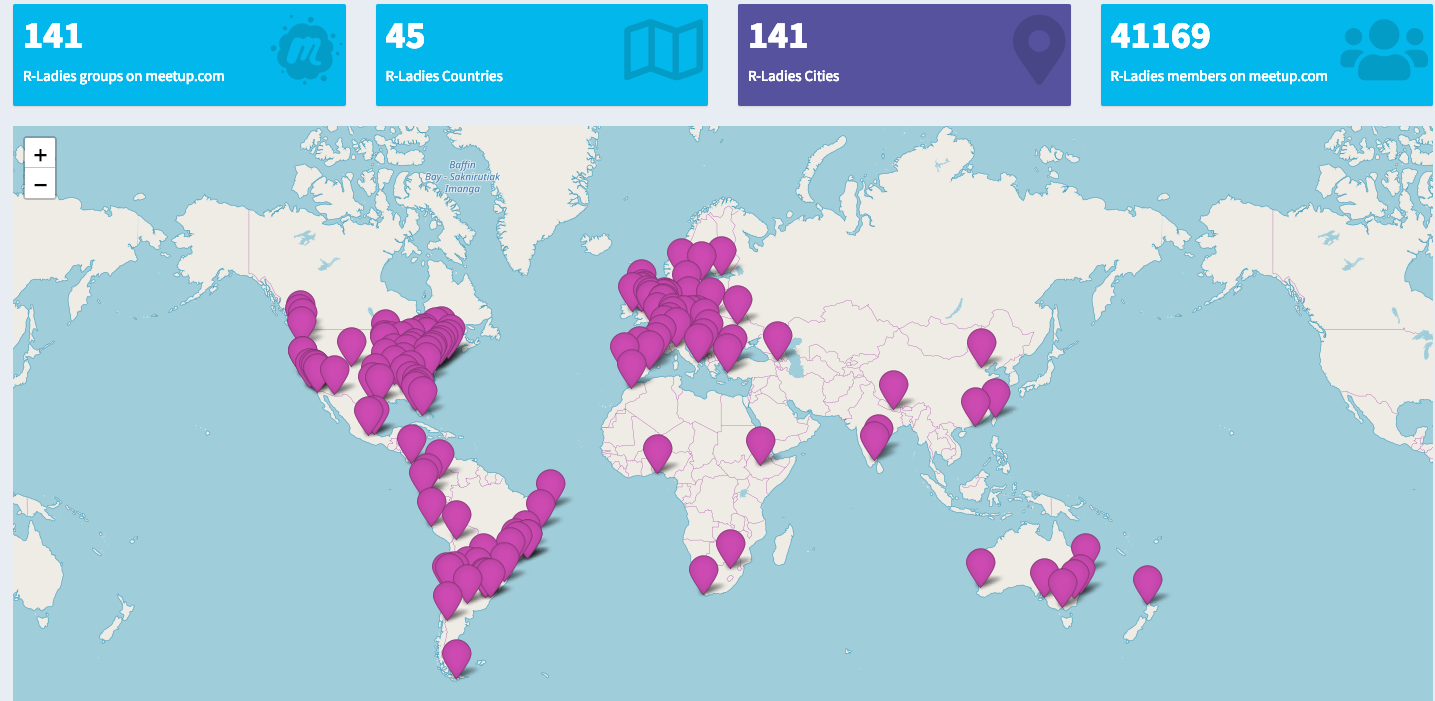 141
R-Ladies groups on meetup.com
45
R-Ladies Countries
141
R-Ladies Cities
41169
R-Ladies members on meetup.com
+
−
Baffin
Bay - Saknirutiak
Imanga